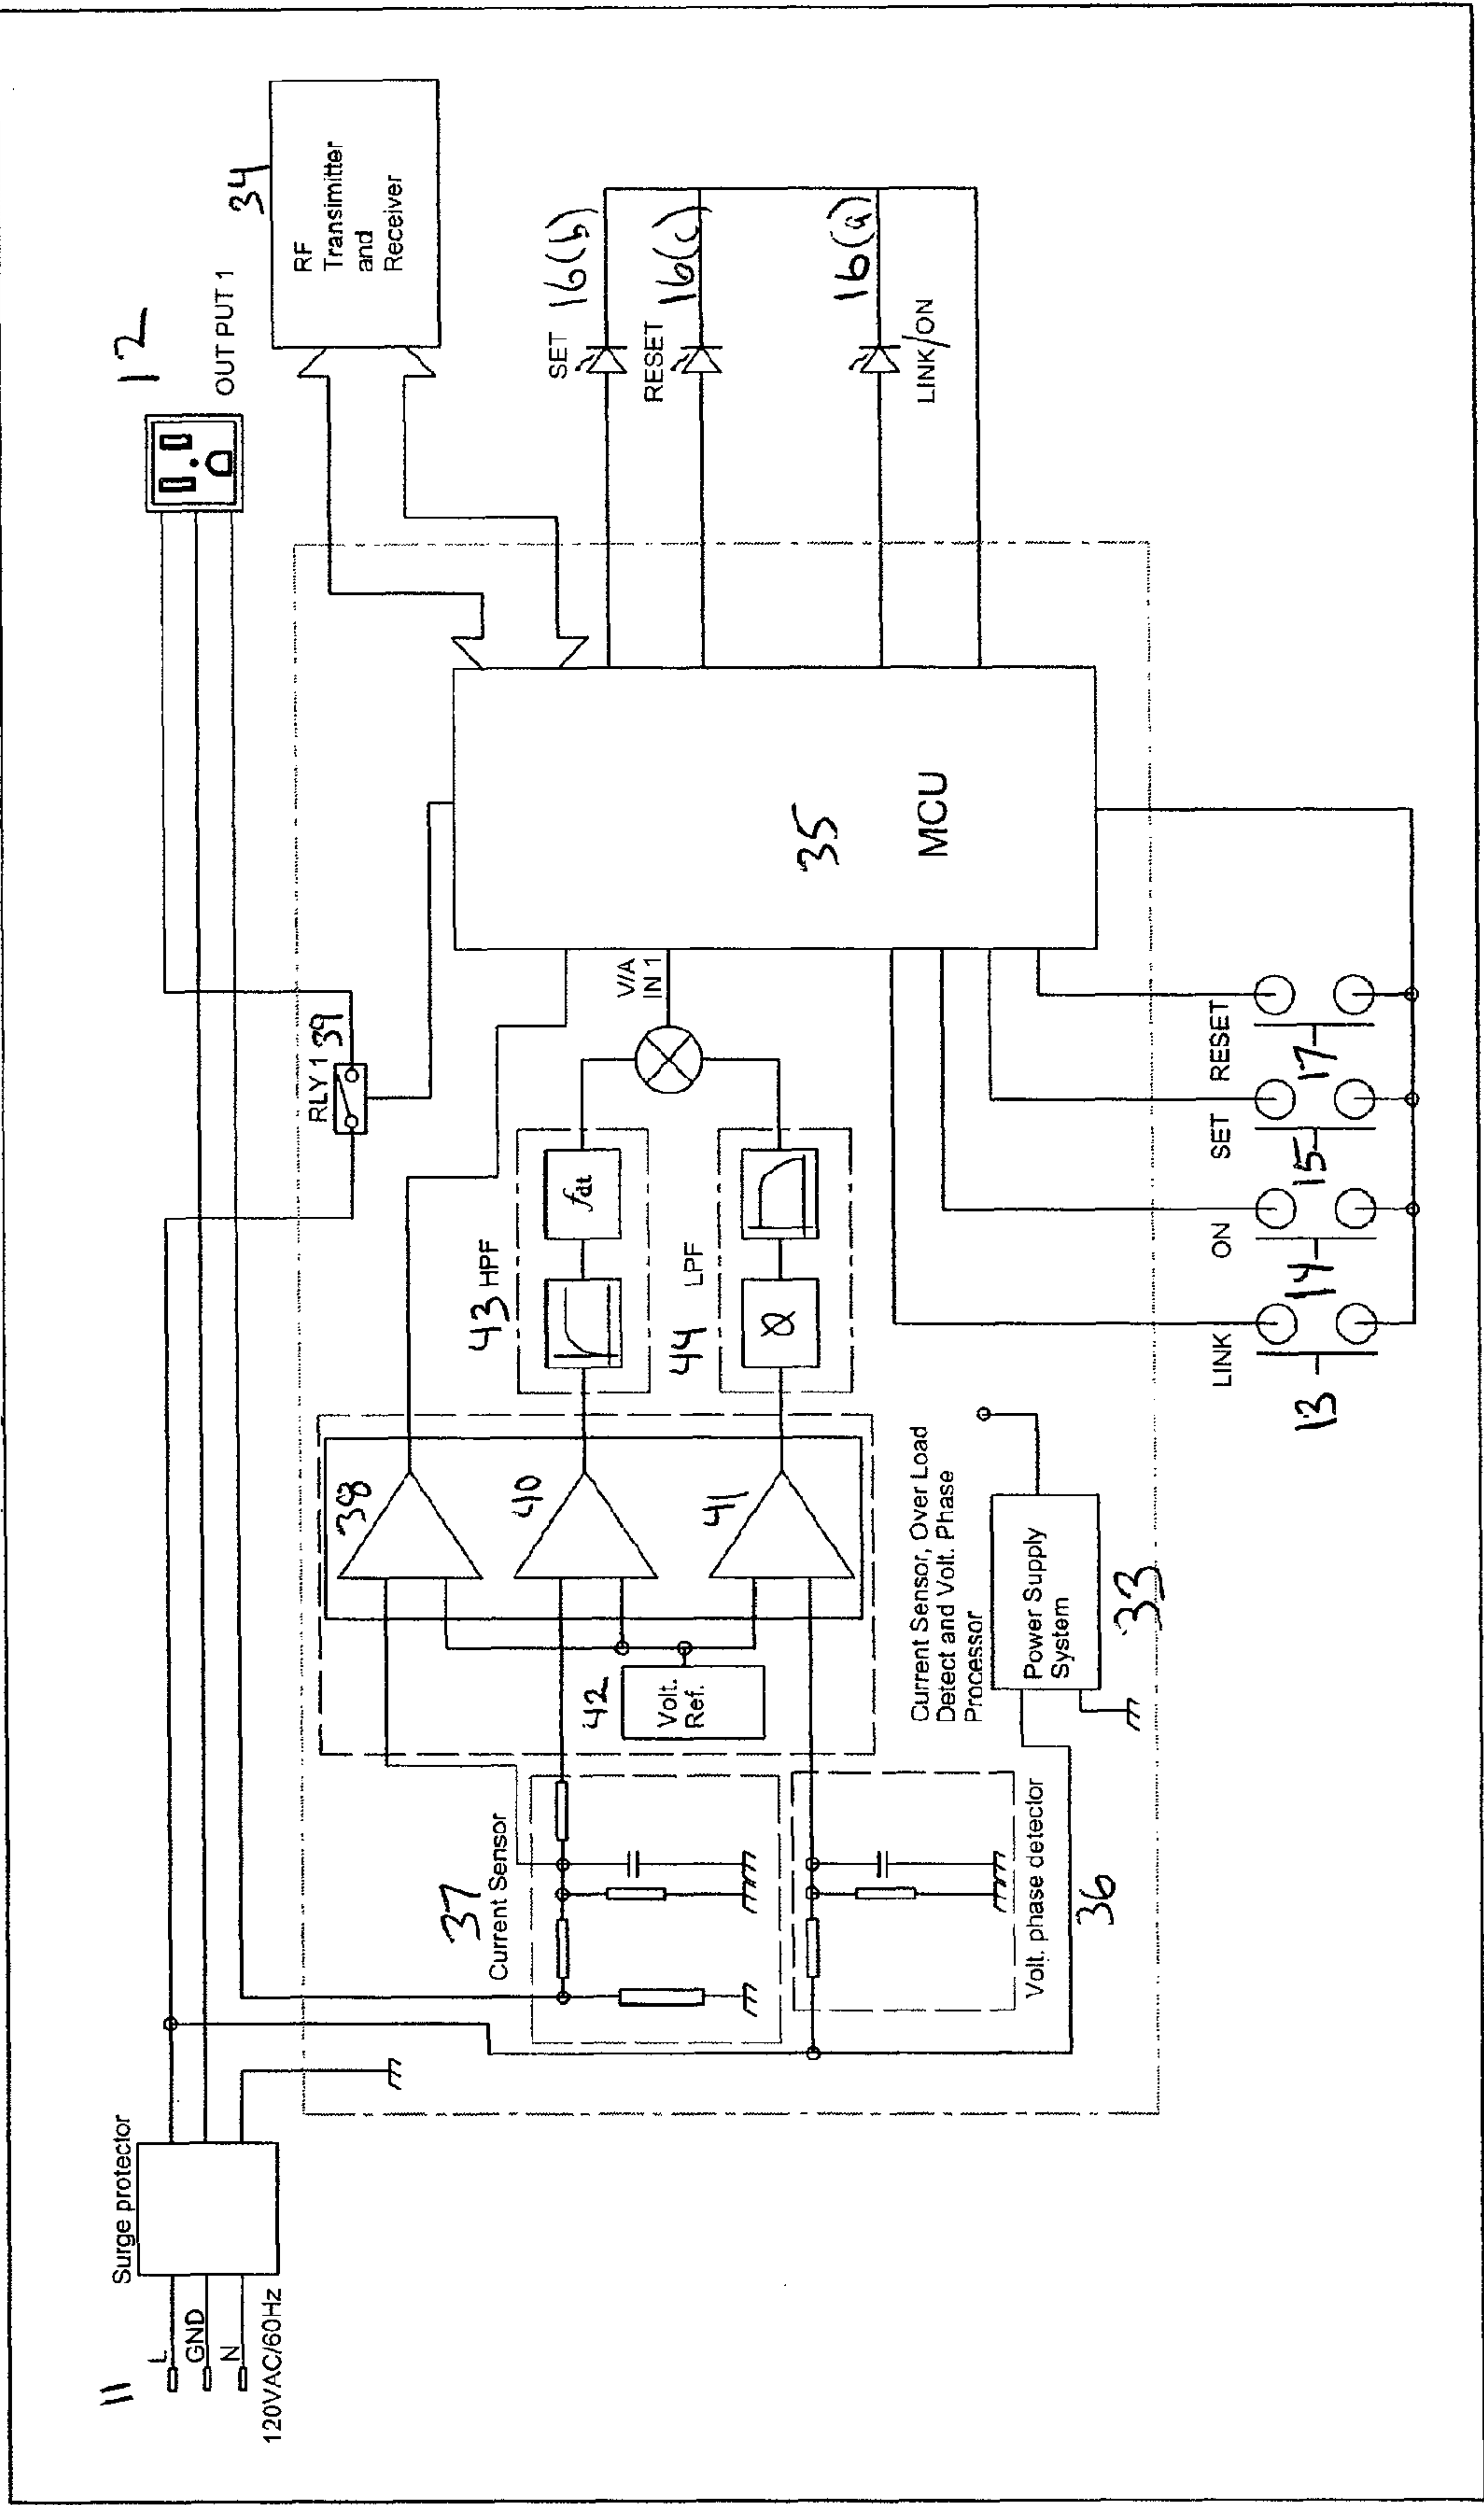 11
L
GND
N
120VAC/60Hz
Surge protector
12
OUTPUT 1
34
RF
Transimitter
and
Receiver
RLY 1 39
37
Current Sensor
38
40
41
42
Volt.
Ref.
43 HPF
fdt
44 LPF
Ø
V/A
IN 1
35
MCU
SET 16(b)
RESET 16(c)
16(a)
LINK/ON
Current Sensor, Over Load
Detect and Volt. Phase
Processor
Volt. phase detector
36
Power Supply
System
33
LINK
13
ON
14
SET
15
RESET
17